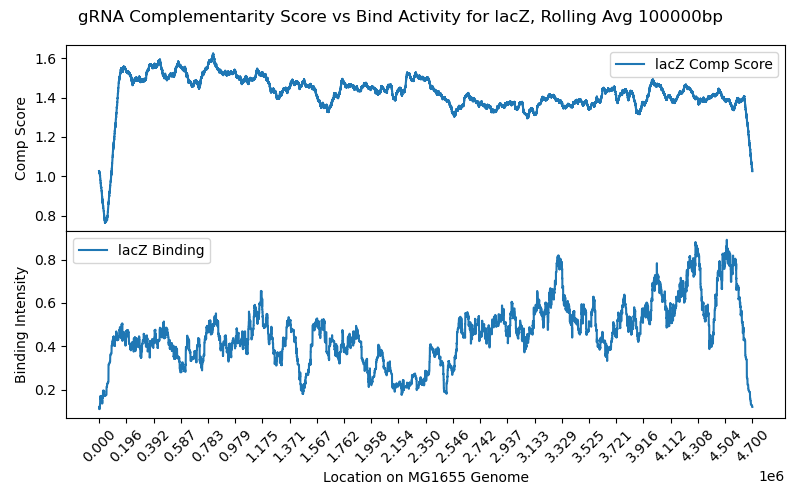 gRNA Complementarity Score vs Bind Activity for lacZ, Rolling Avg 100000bp
lacZ Comp Score
Comp Score
1.6
1.4
1.2
1.0
0.8
lacZ Binding
Binding Intensity
0.8
0.6
0.4
0.2
0.000 0.196 0.392 0.587 0.783 0.979 1.175 1.371 1.567 1.762 1.958 2.154 2.350 2.546 2.742 2.937 3.133 3.329 3.525 3.721 3.916 4.112 4.308 4.504 4.700
Location on MG1655 Genome
1e6